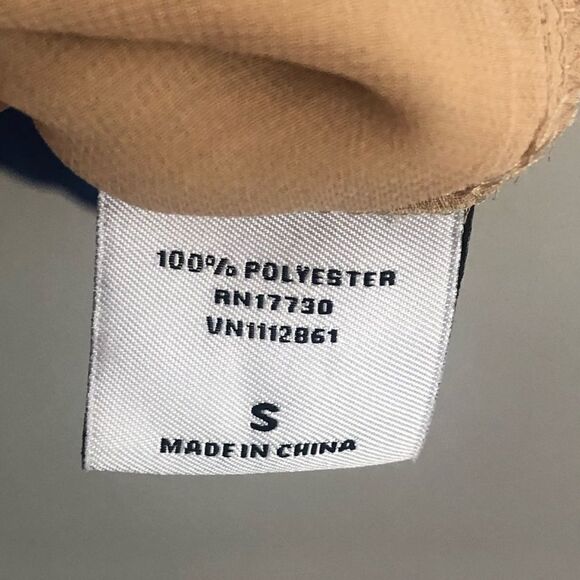 100% POLYESTER
RN17730
VN1112861
S
MADE IN CHINA